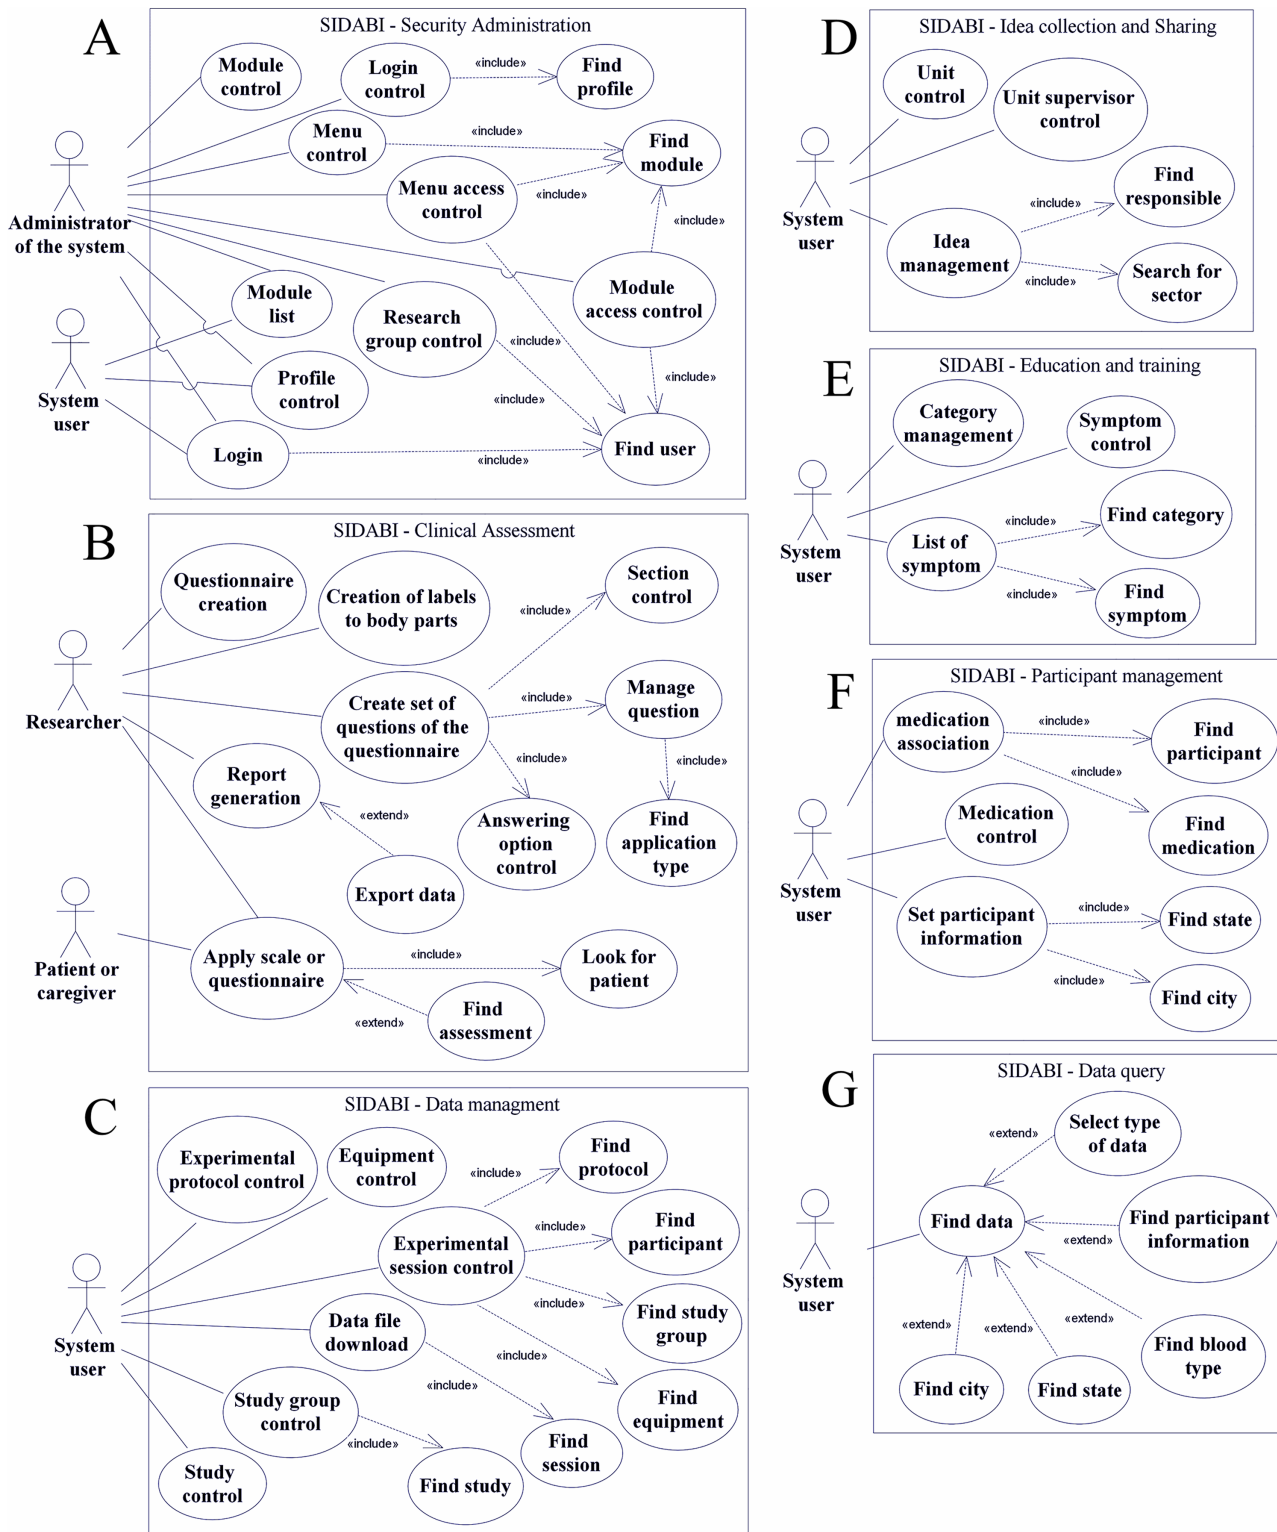 A
SIDABI - Security Administration
Module
control
Login
control
«include»
Find
profile
Menu
control
«include»
Find
module
Menu access
control
«include»
«include»
Administrator
of the system
Module
list
Research
group control
Module
access control
«include»
«include»
«include»
System
user
Profile
control
Login
«include»
Find user
B
SIDABI - Clinical Assessment
Questionnaire
creation
Creation of labels
to body parts
«include»
Section
control
Researcher
Create set of
questions of the
questionnaire
«include»
Manage
question
«include»
«include»
Report
generation
«extend»
Answering
option
control
Find
application
type
Export data
Patient or
caregiver
Apply scale or
questionnaire
«include»
Look for
patient
«extend»
Find
assessment
C
SIDABI - Data managment
Experimental
protocol control
Equipment
control
«include»
Find
protocol
Experimental
session control
«include»
Find
participant
«include»
Find study
group
System
user
Data file
download
«include»
«include»
Find
equipment
Study group
control
«include»
Find
session
Study
control
Find study
D
SIDABI - Idea collection and Sharing
Unit
control
Unit supervisor
control
System
user
Find
responsible
«include»
Idea
management
«include»
Search for
sector
E
SIDABI - Education and training
Category
management
Symptom
control
System
user
List of
symptom
«include»
Find category
«include»
Find
symptom
F
SIDABI - Participant management
medication
association
«include»
Find
participant
«include»
Medication
control
Find
medication
System
user
Set participant
information
«include»
Find state
«include»
Find city
G
SIDABI - Data query
Select type
of data
«extend»
Find data
Find participant
information
«extend»
System
user
«extend»
«extend»
«extend»
Find blood
type
Find city
Find state